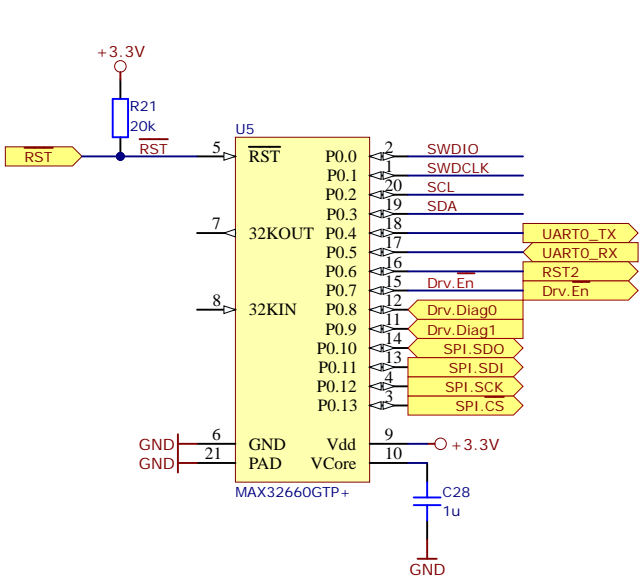 +3.3V
R21
20k
U5
RST
RST
5
RST
P0.0
2
SWDIO
P0.1
1
SWDCLK
P0.2
20
SCL
P0.3
19
SDA
7
32KOUT
P0.4
18
UART0_TX
P0.5
17
UART0_RX
P0.6
16
RST2
P0.7
15
Drv.En
Drv.En
8
32KIN
P0.8
12
Drv.Diag0
P0.9
11
Drv.Diag1
P0.10
14
SPI.SDO
P0.11
13
SPI.SDI
P0.12
4
SPI.SCK
P0.13
3
SPI.CS
GND
6
GND
Vdd
9
+3.3V
GND
21
PAD
VCore
10
MAX32660GTP+
C28
1u
GND